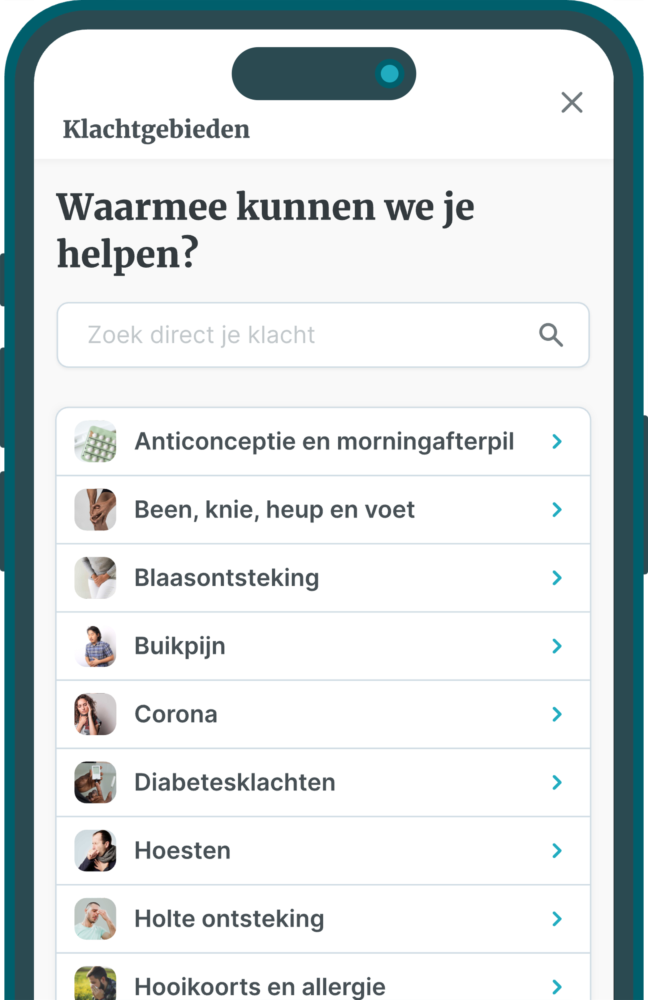 Klachtgebieden
Waarmee kunnen we je
helpen?
Zoek direct je klacht
Anticonceptie en morningafterpil
Been, knie, heup en voet
Blaasontsteking
Buikpijn
Corona
Diabetesklachten
Hoesten
Holte ontsteking
Hooikoorts en allergie